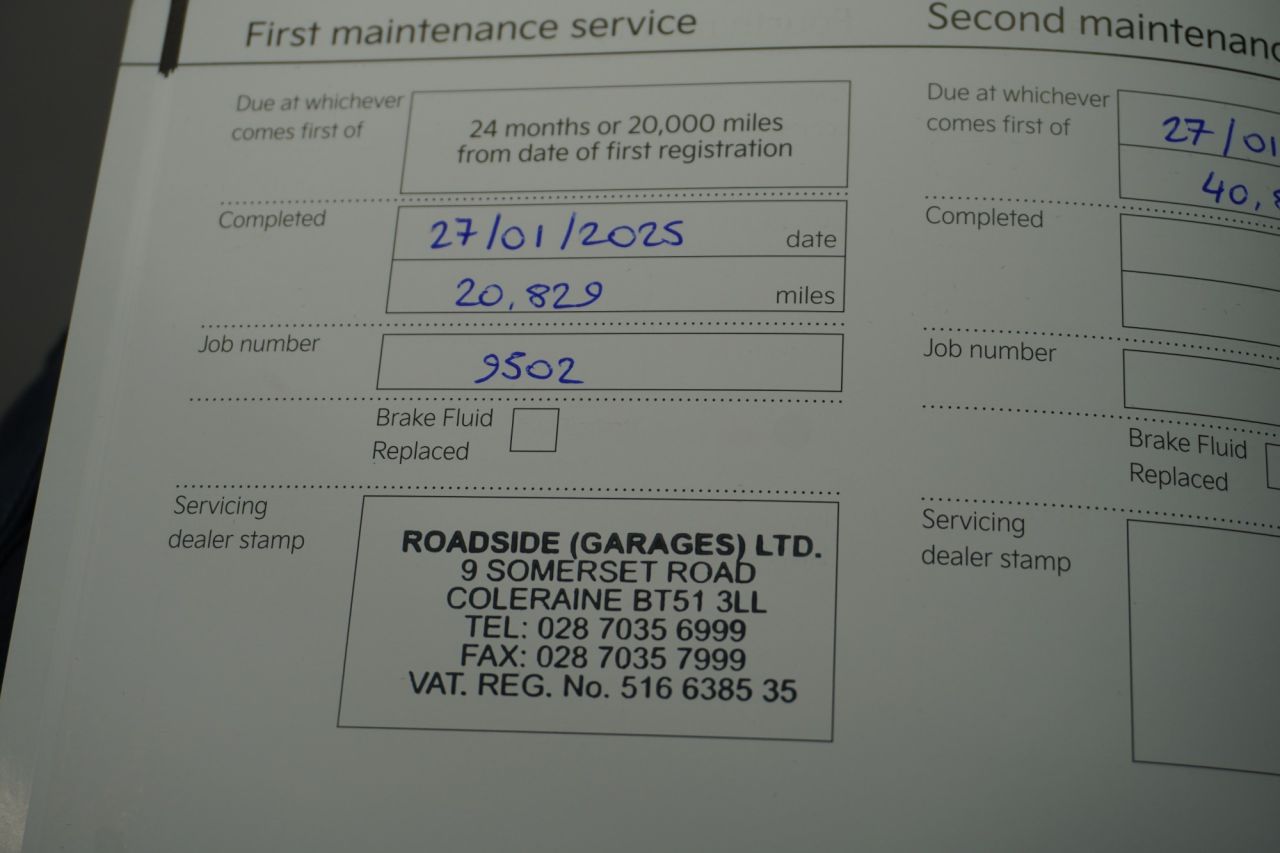 First maintenance service
Due at whichever
comes first of
24 months or 20,000 miles
from date of first registration
Completed
27/01/2025 date
20,829 miles
Job number
9502
Brake Fluid
Replaced
Servicing
dealer stamp
ROADSIDE (GARAGES) LTD.
9 SOMERSET ROAD
COLERAINE BT51 3LL
TEL: 028 7035 6999
FAX: 028 7035 7999
VAT. REG. No. 516 6385 35
Second maintenanc
Due at whichever
comes first of
27/01
40,8
Completed
Job number
Brake Fluid
Replaced
Servicing
dealer stamp